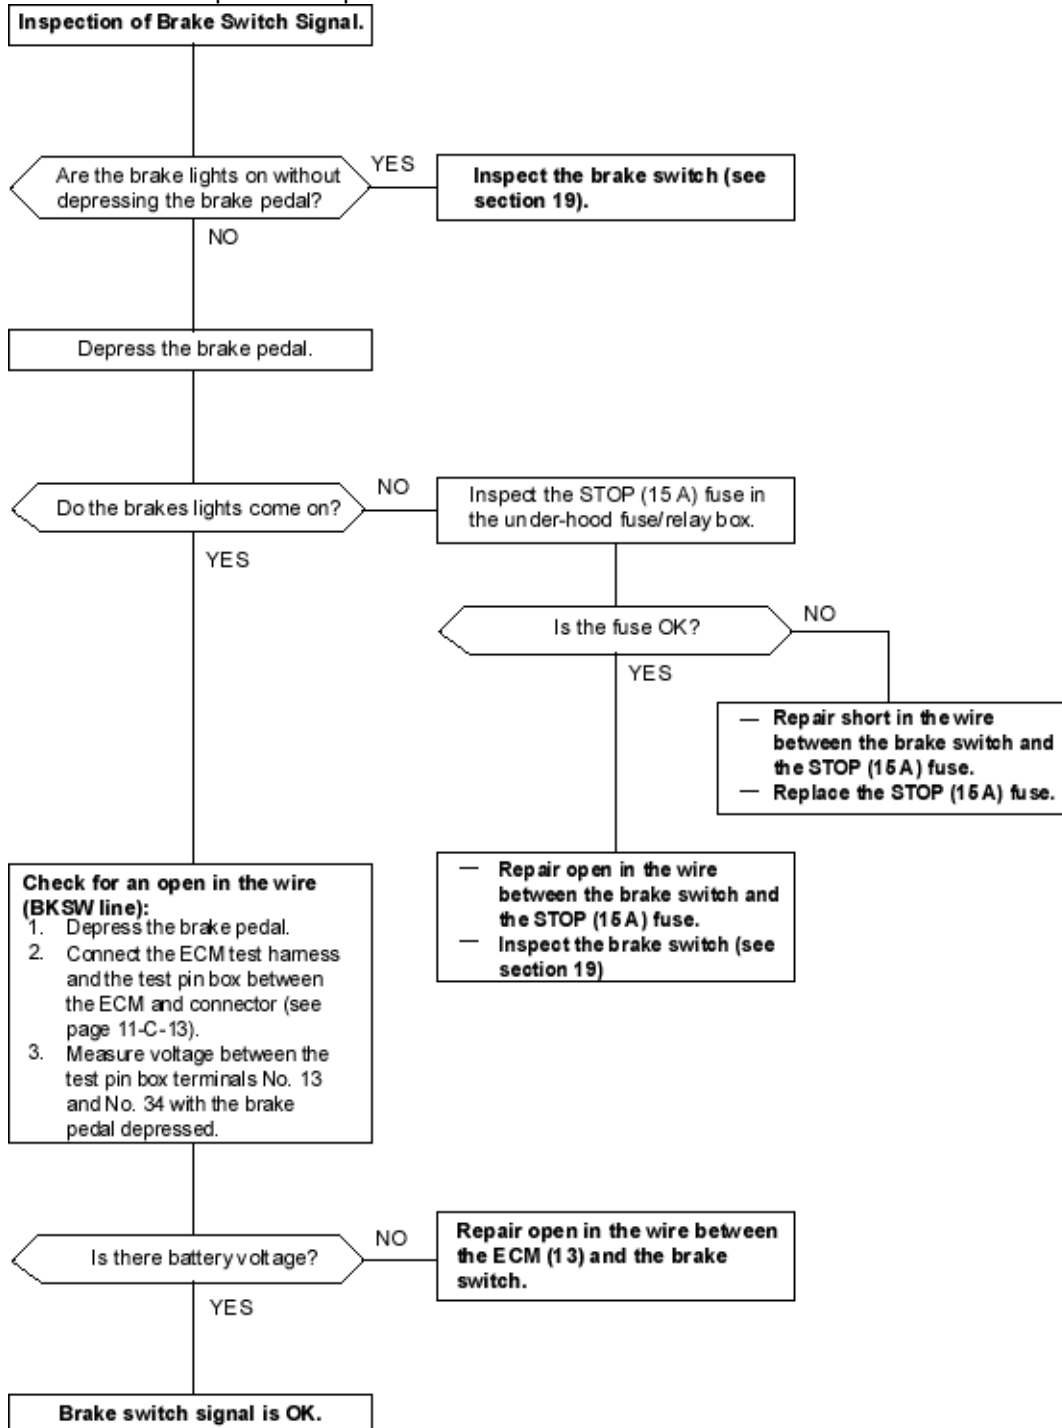 Inspection of Brake Switch Signal.
Are the brake lights on without
depressing the brake pedal?
YES
Inspect the brake switch (see
section 19).
NO
Depress the brake pedal.
Do the brakes lights come on?
NO
Inspect the STOP (15 A) fuse in
the under-hood fuse/relay box.
YES
Is the fuse OK?
NO
YES
— Repair short in the wire
between the brake switch and
the STOP (15 A) fuse.
— Replace the STOP (15 A) fuse.
— Repair open in the wire
between the brake switch and
the STOP (15 A) fuse.
— Inspect the brake switch (see
section 19)
Check for an open in the wire
(BKSW line):
1. Depress the brake pedal.
2. Connect the ECM test harness
and the test pin box between
the ECM and connector (see
page 11-C-13).
3. Measure voltage between the
test pin box terminals No. 13
and No. 34 with the brake
pedal depressed.
Is there battery voltage?
NO
Repair open in the wire between
the ECM (13) and the brake
switch.
YES
Brake switch signal is OK.